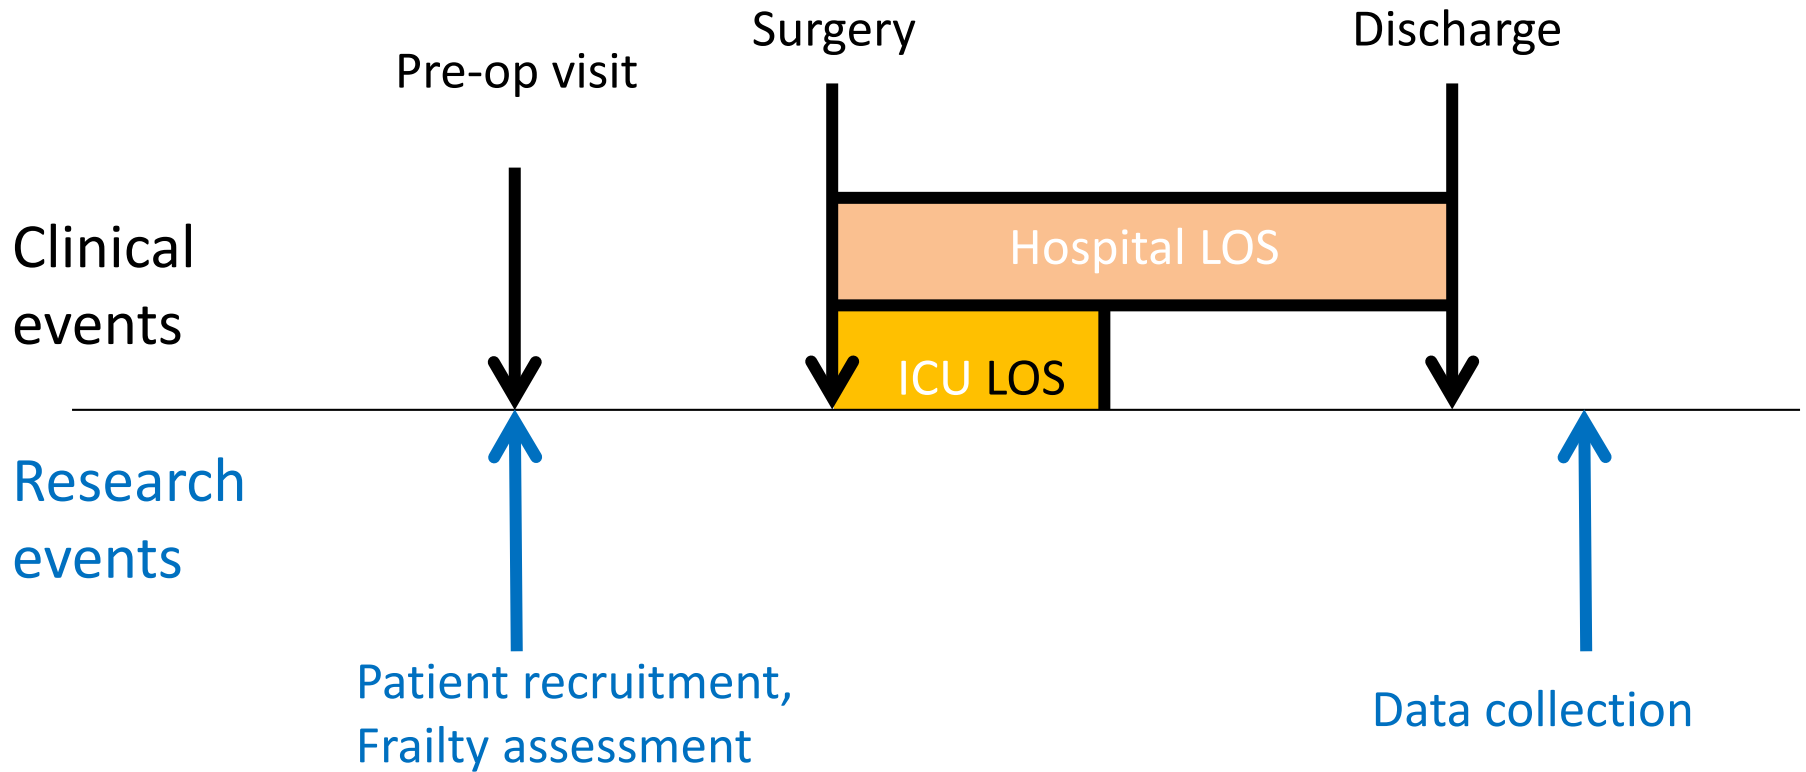 Surgery
Discharge
Pre-op visit
Clinical
events
Hospital LOS
ICU LOS
Research
events
Patient recruitment,
Frailty assessment
Data collection